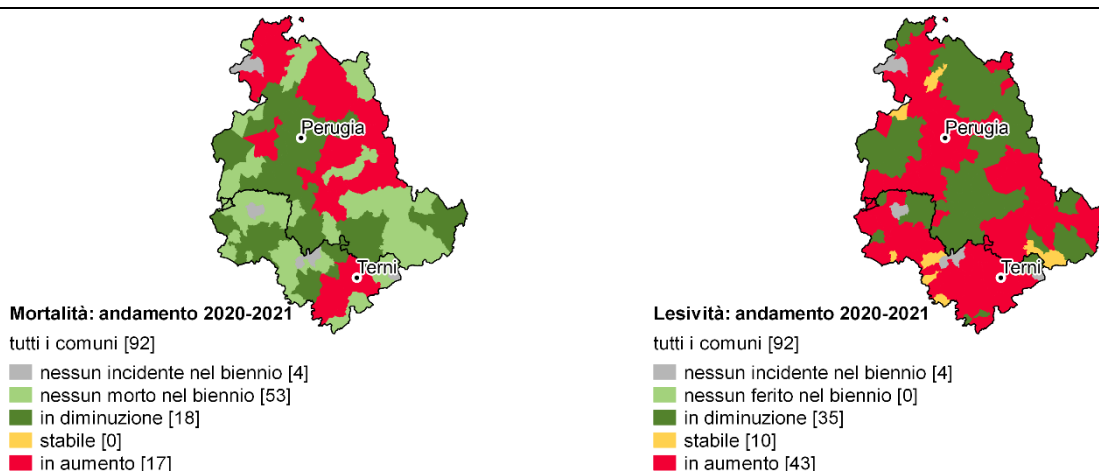 Perugia
Terni
Mortalità: andamento 2020-2021
tutti i comuni [92]
nessun incidente nel biennio [4]
nessun morto nel biennio [53]
in diminuzione [18]
stabile [0]
in aumento [17]
Perugia
Terni
Lesività: andamento 2020-2021
tutti i comuni [92]
nessun incidente nel biennio [4]
nessun ferito nel biennio [0]
in diminuzione [35]
stabile [10]
in aumento [43]